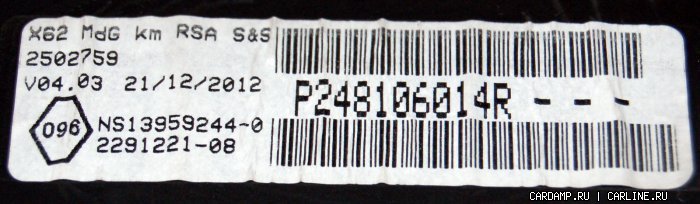 X62 MdG km RSA S&S
2502759
V04.03 21/12/2012
P248106014R - - -
096
NS13959244-0
2291221-08
CARDAMP.RU | CARLINE.RU